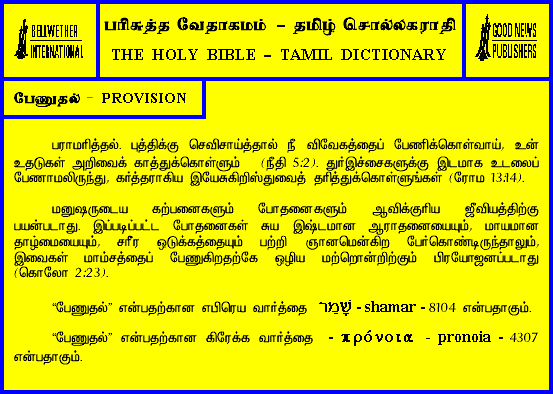 BELLWETHER
INTERNATIONAL
பரிசுத்த வேதாகமம் - தமிழ் சொல்லகராதி
THE HOLY BIBLE - TAMIL DICTIONARY
GOOD NEWS
PUBLISHERS
பேணுதல் - PROVISION
பராமரித்தல். புத்திக்கு செவிசாய்த்தால் நீ விவேகத்தைப் பேணிக்கொள்வாய், உன்
உதடுகள் அறிவைக் காத்துக்கொள்ளும் (நீதி 5:2). துர்இச்சைகளுக்கு இடமாக உடலைப்
பேணாமலிருந்து, கர்த்தராகிய இயேசுகிறிஸ்துவைத் தரித்துக்கொள்ளுங்கள் (ரோம 13:14).
மனுஷருடைய கற்பனைகளும் போதனைகளும் ஆவிக்குரிய ஜீவியத்திற்கு
பயன்படாது. இப்படிப்பட்ட போதனைகள் சுய இஷ்டமான ஆராதனையையும், மாயமான
தாழ்மையையும், சரீர ஒடுக்கத்தையும் பற்றி ஞானமென்கிற பேர்கொண்டிருந்தாலும்,
இவைகள் மாம்சத்தைப் பேணுகிறதற்கே ஒழிய மற்றொன்றிற்கும் பிரயோஜனப்படாது
(கொலோ 2:23).
“பேணுதல்” என்பதற்கான எபிரெய வார்த்தை שָׁמַר - shamar - 8104 என்பதாகும்.
“பேணுதல்” என்பதற்கான கிரேக்க வார்த்தை - πρόνοια - pronoia - 4307
என்பதாகும்.